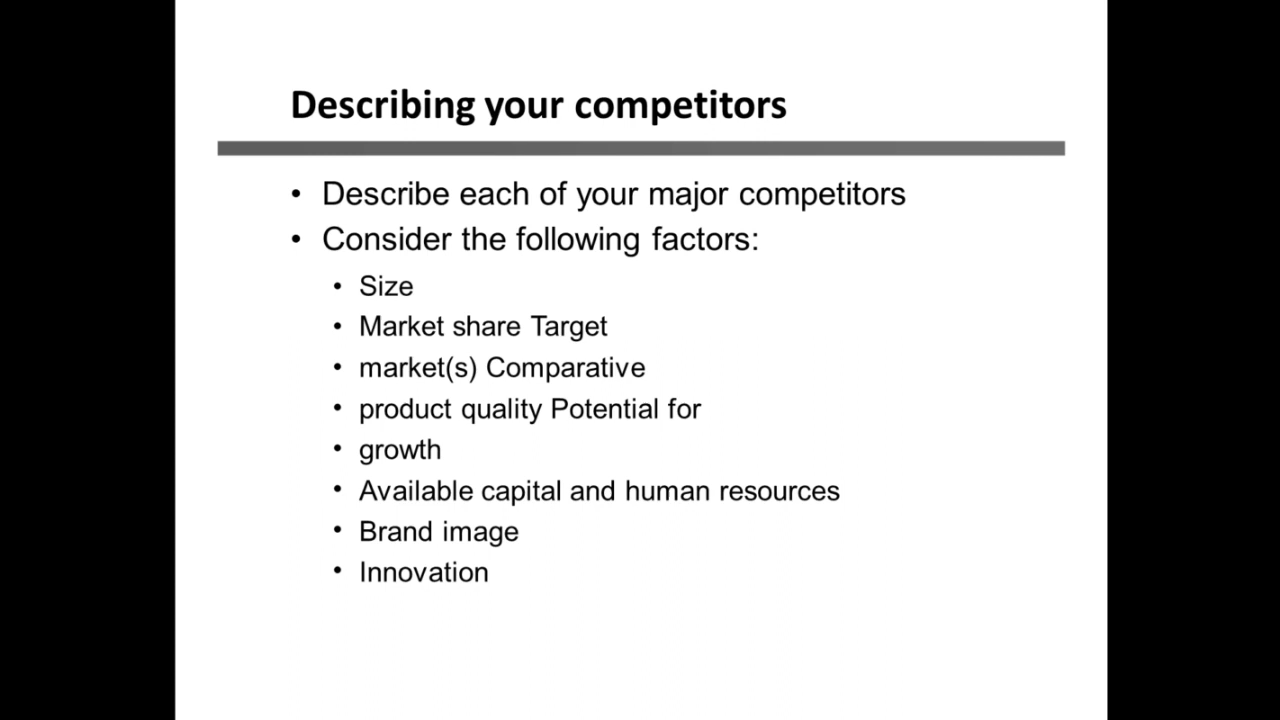 Describing your competitors
• Describe each of your major competitors
• Consider the following factors:
• Size
• Market share Target
• market(s) Comparative
• product quality Potential for
• growth
• Available capital and human resources
• Brand image
• Innovation